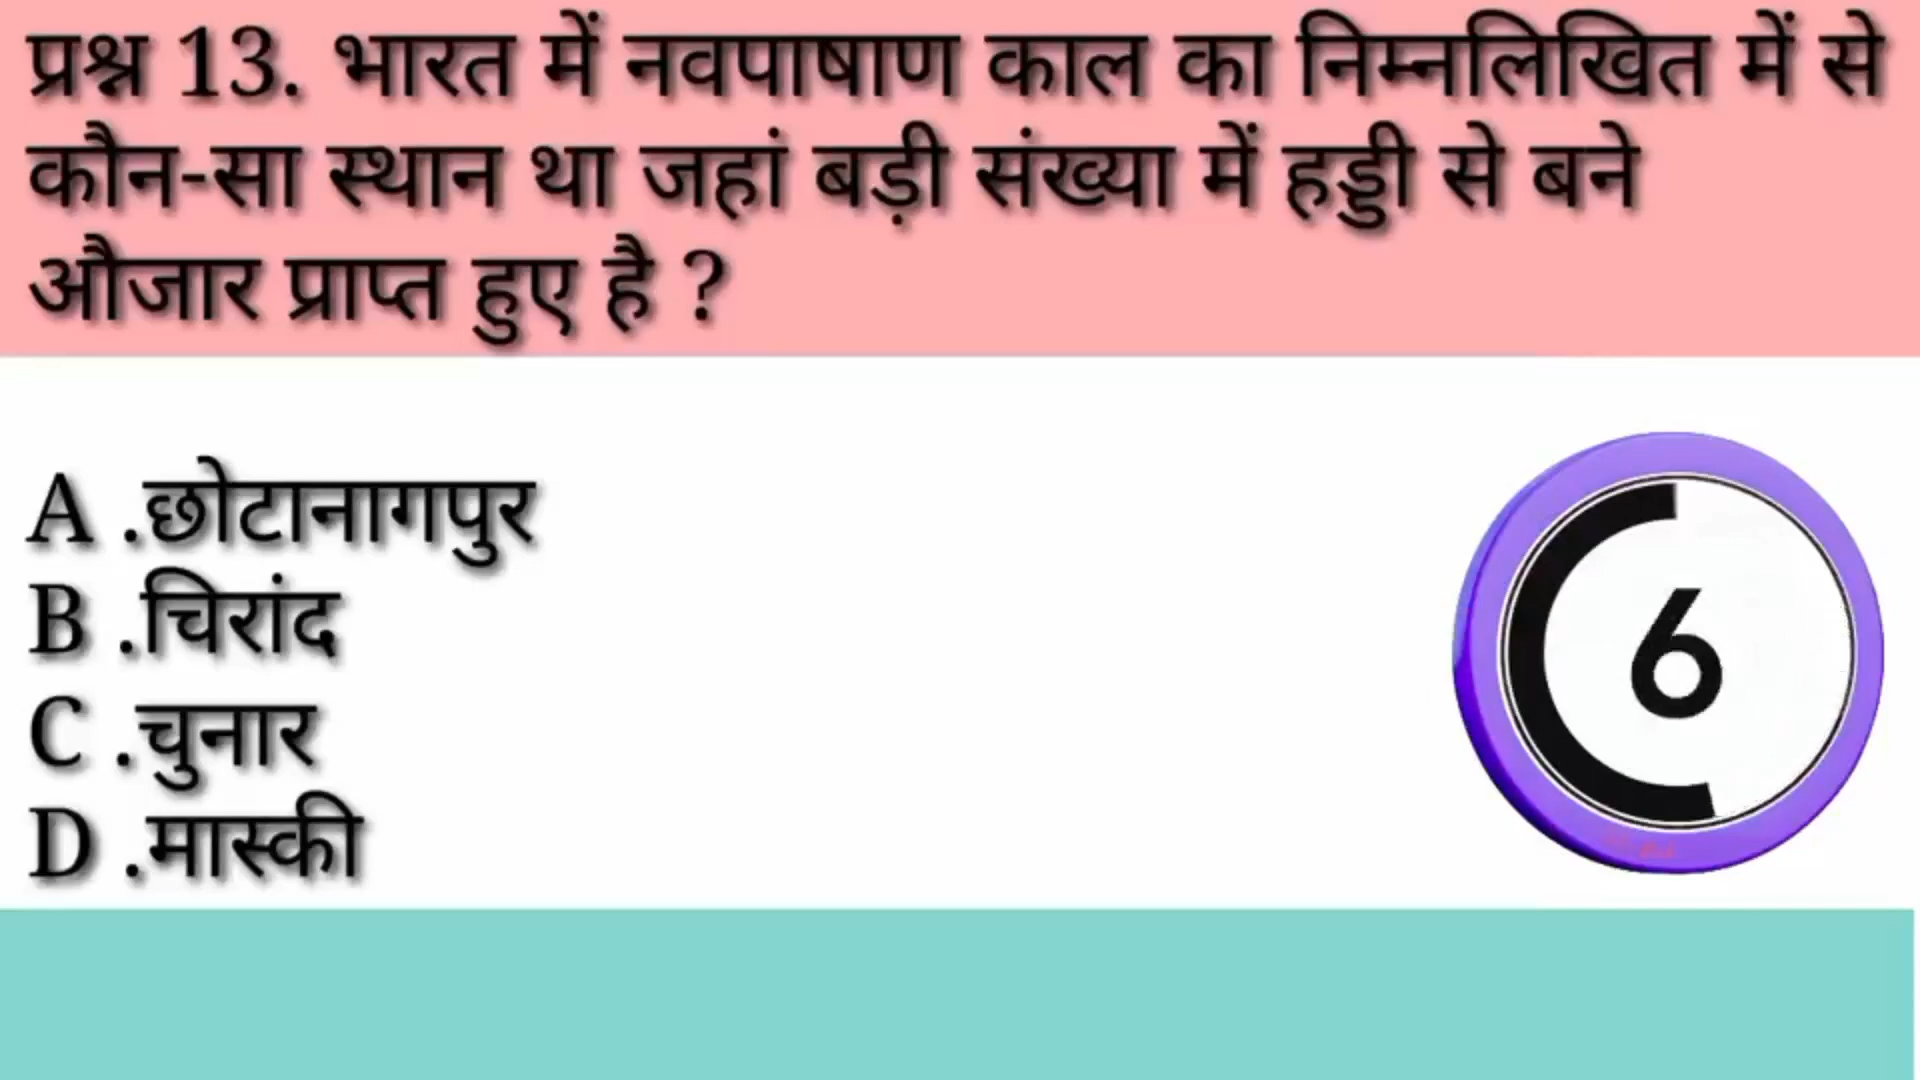 प्रश्न 13. भारत में नवपाषाण काल का निम्नलिखित में से
कौन-सा स्थान था जहां बड़ी संख्या में हड्डी से बने
औजार प्राप्त हुए है ?
A .छोटानागपुर
B .चिरांद
C .चुनार
D .मास्की
6